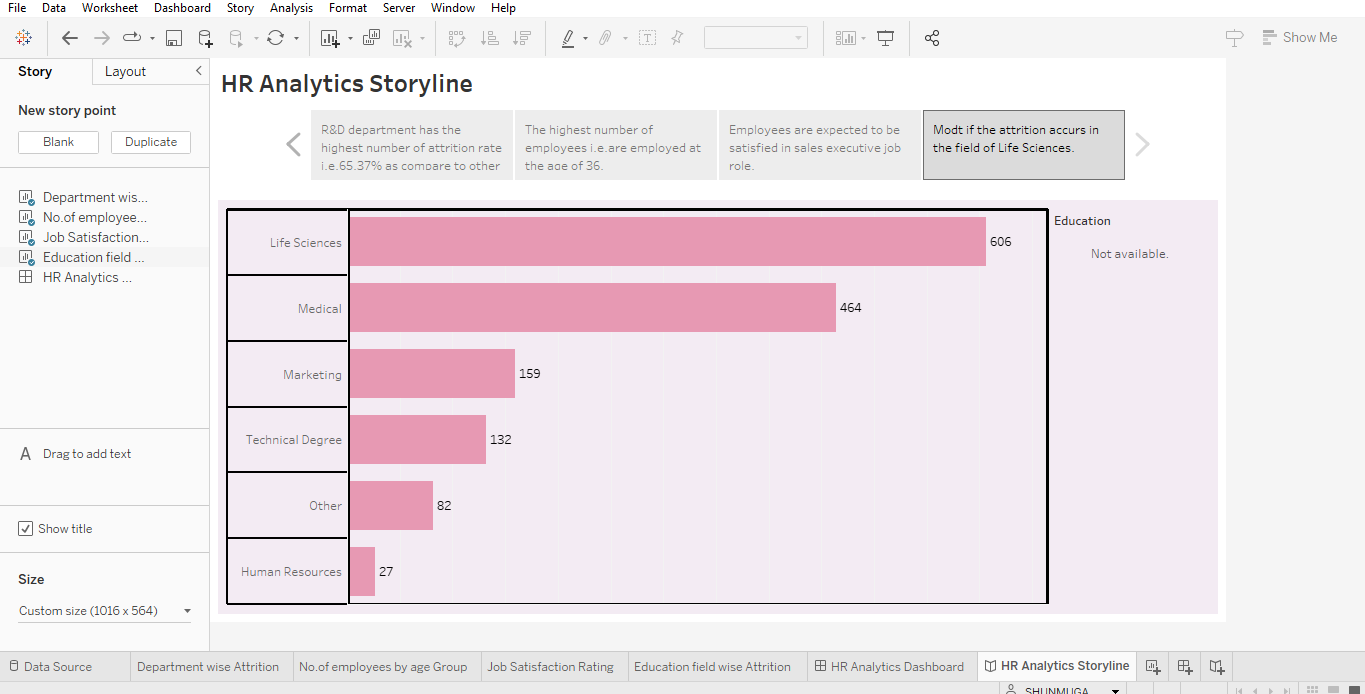 File Data Worksheet Dashboard Story Analysis Format Server Window Help
Show Me
Story Layout
New story point
Blank Duplicate
Department wis...
No.of employee...
Job Satisfaction...
Education field ...
HR Analytics ...
A Drag to add text
Show title
Size
Custom size (1016 x 564)
HR Analytics Storyline
R&D department has the
highest number of attrition rate
i.e.65.37% as compare to other
The highest number of
employees i.e.are employed at
the age of 36.
Employees are expected to be
satisfied in sales executive job
role.
Modt if the attrition accurs in
the field of Life Sciences.
Life Sciences 606
Medical 464
Marketing 159
Technical Degree 132
Other 82
Human Resources 27
Education
Not available.
Data Source Department wise Attrition No.of employees by age Group Job Satisfaction Rating Education field wise Attrition HR Analytics Dashboard HR Analytics Storyline
SHUNMUGA